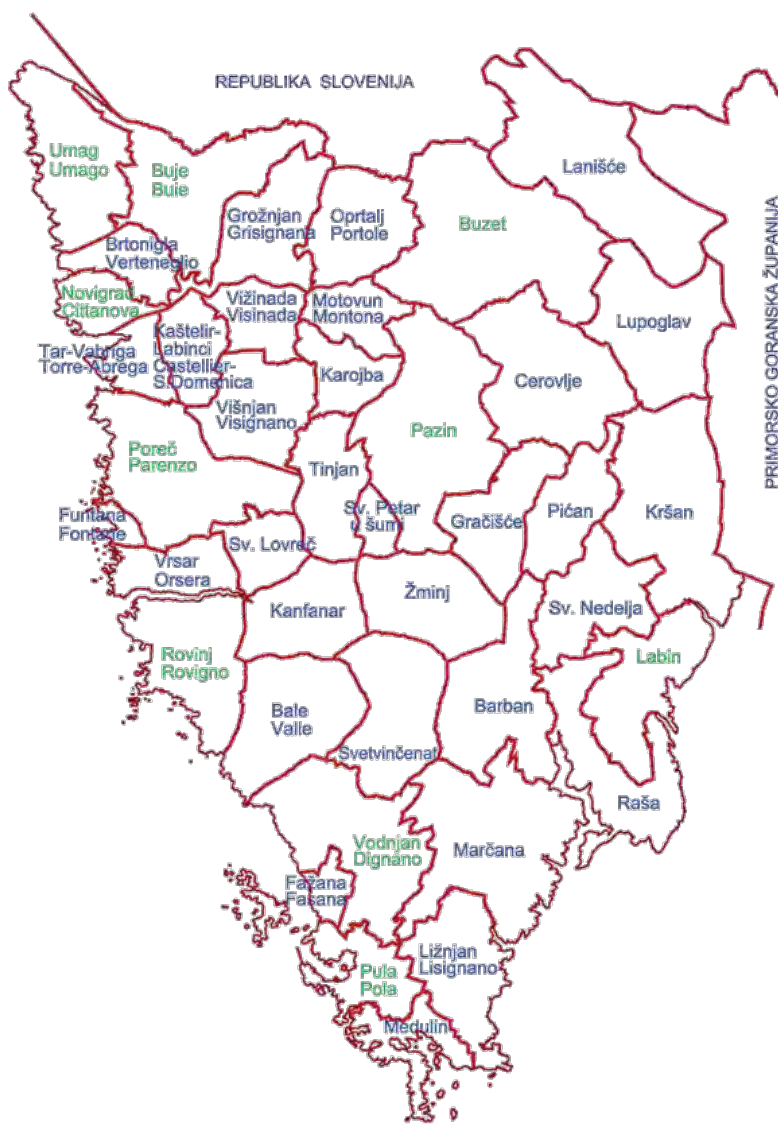 REPUBLIKA SLOVENIJA
Umag
Umago
Buje
Buie
Lanišće
Grožnjan
Grisignana
Oprtalj
Portole
Buzet
Brtonigla
Verteneglio
Novigrad
Cittanova
Vižinada
Visinada
Motovun
Montona
Lupoglav
PRIMORSKO GORANSKA ŽUPANIJA
Tar-Vabriga
Torre-Abrega
Kaštelir-
Labinci
Castellier-
S.Domenica
Karojba
Cerovlje
Višnjan
Visignano
Poreč
Parenzo
Pazin
Tinjan
Sv. Petar
u šumi
Gračišće
Pićan
Kršan
Funtana
Fontane
Sv. Lovreč
Vrsar
Orsera
Kanfanar
Žminj
Sv. Nedelja
Rovinj
Rovigno
Labin
Bale
Valle
Barban
Svetvinčenat
Raša
Vodnjan
Dignano
Marčana
Fažana
Fasana
Ližnjan
Lisignano
Pula
Pola
Medulin